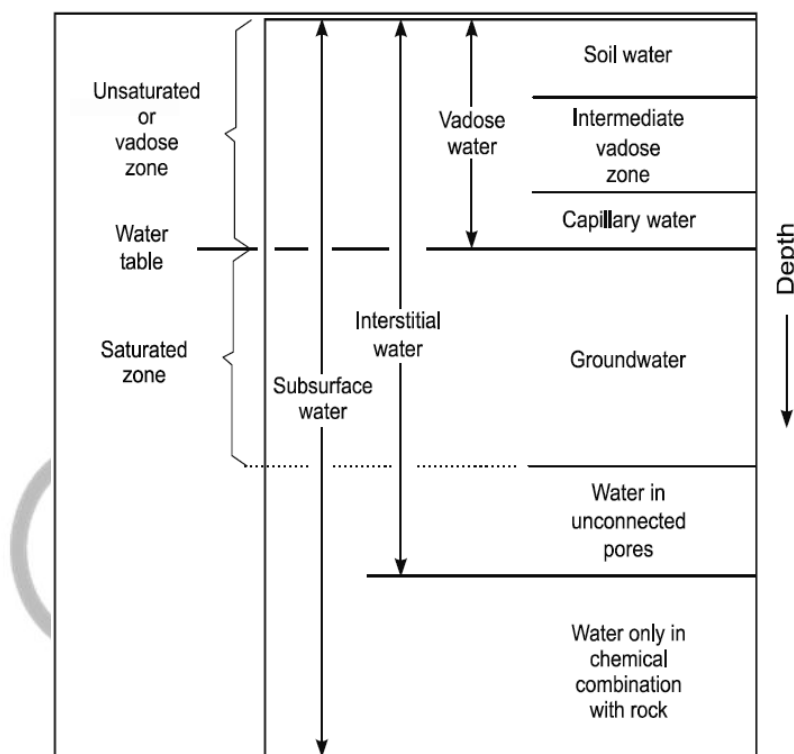 Unsaturated
or
vadose
zone
Water
table
Saturated
zone
Subsurface
water
Interstitial
water
Vadose
water
Soil water
Intermediate
vadose
zone
Capillary water
Groundwater
Water in
unconnected
pores
Water only in
chemical
combination
with rock
Depth